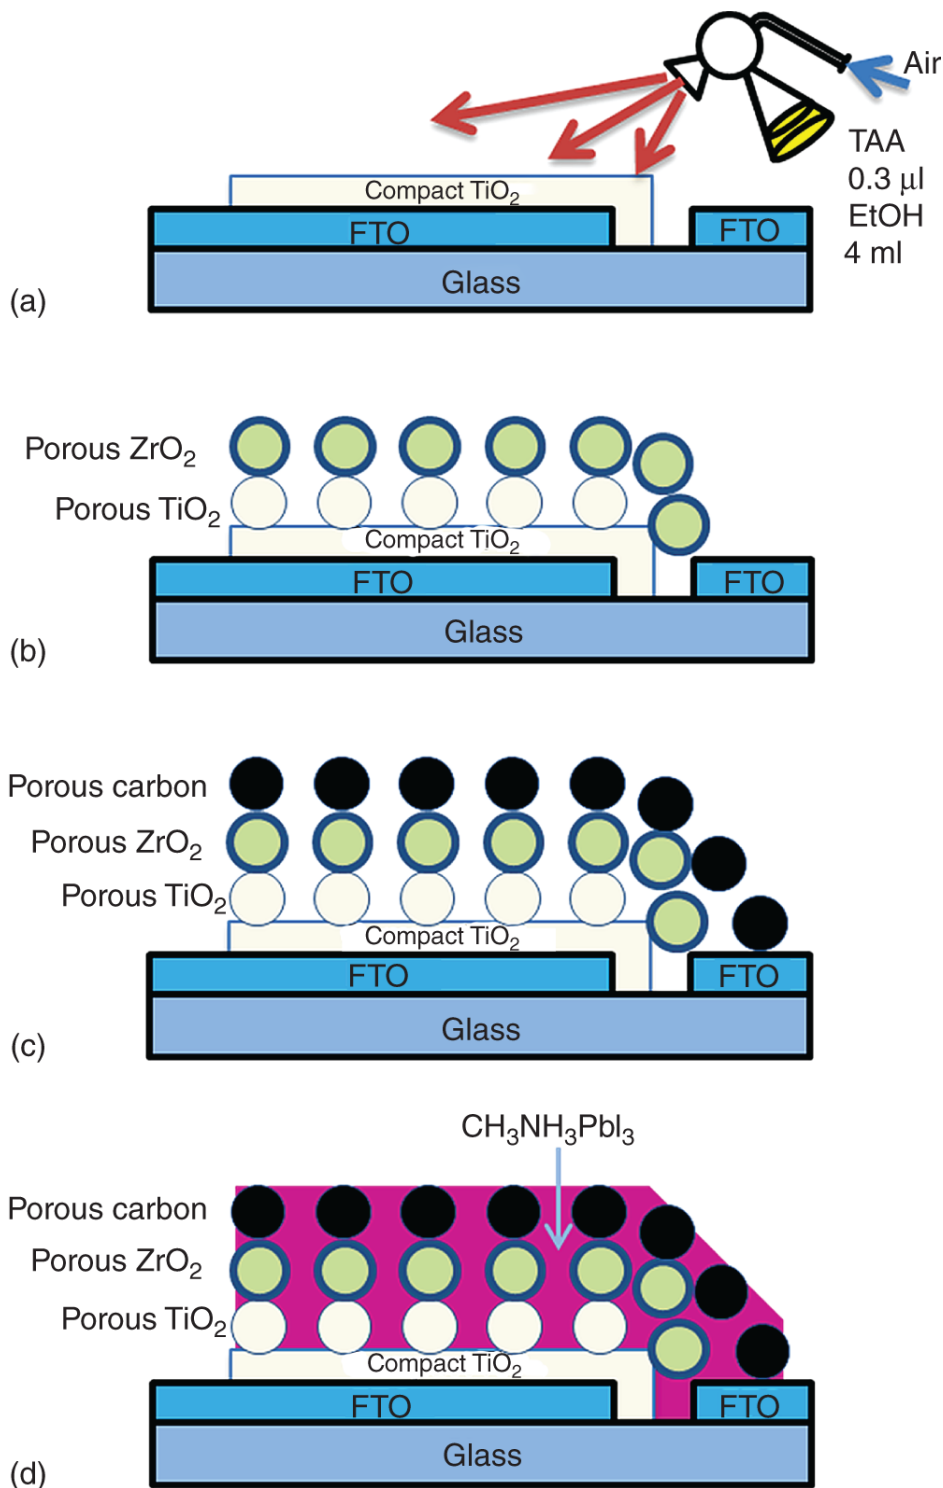 Air
TAA
0.3 µl
EtOH
4 ml
Compact TiO₂
FTO
FTO
Glass
(a)
Porous ZrO₂
Porous TiO₂
Compact TiO₂
FTO
FTO
Glass
(b)
Porous carbon
Porous ZrO₂
Porous TiO₂
Compact TiO₂
FTO
FTO
Glass
(c)
CH₃NH₃PbI₃
Porous carbon
Porous ZrO₂
Porous TiO₂
Compact TiO₂
FTO
FTO
Glass
(d)